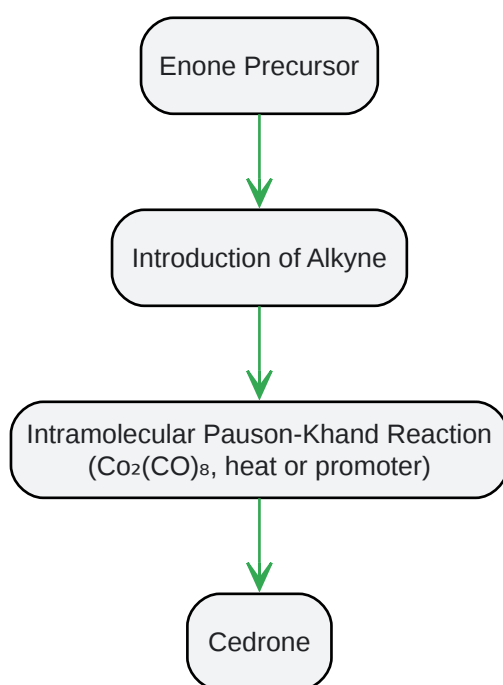 Enone Precursor
Introduction of Alkyne
Intramolecular Pauson-Khand Reaction
(Co₂(CO)₈, heat or promoter)
Cedrone